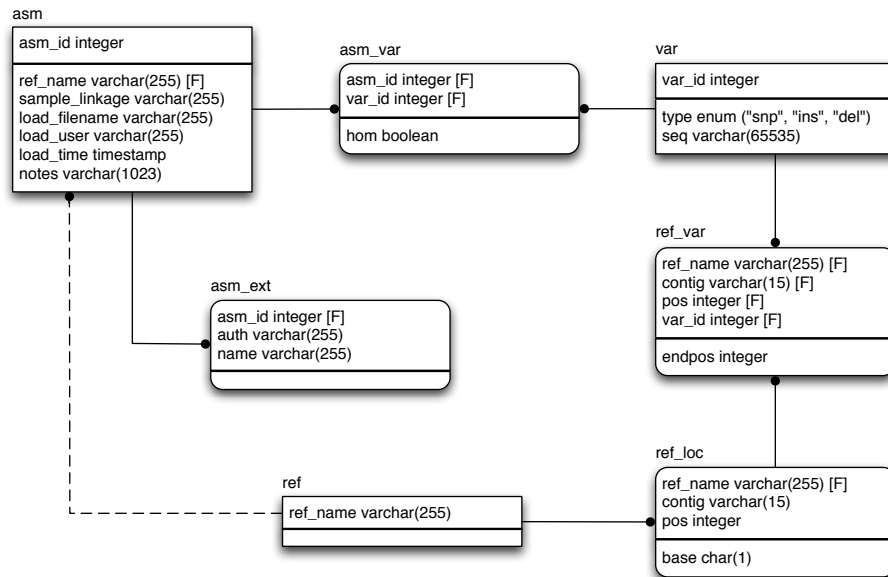 asm
asm_id integer
ref_name varchar(255) [F]
sample_linkage varchar(255)
load_filename varchar(255)
load_user varchar(255)
load_time timestamp
notes varchar(1023)
asm_var
asm_id integer [F]
var_id integer [F]
hom boolean
var
var_id integer
type enum ("snp", "ins", "del")
seq varchar(65535)
ref_var
ref_name varchar(255) [F]
contig varchar(15) [F]
pos integer [F]
var_id integer [F]
endpos integer
asm_ext
asm_id integer [F]
auth varchar(255)
name varchar(255)
ref
ref_name varchar(255)
ref_loc
ref_name varchar(255) [F]
contig varchar(15)
pos integer
base char(1)